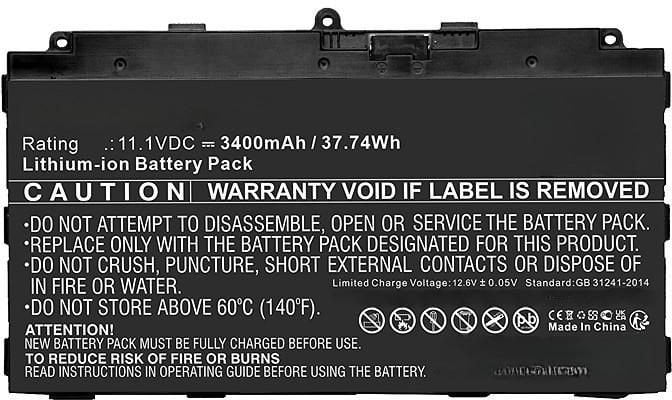 Rating .: 11.1VDC ⎓ 3400mAh / 37.74Wh
Lithium-ion Battery Pack
CAUTION WARRANTY VOID IF LABEL IS REMOVED
•DO NOT ATTEMPT TO DISASSEMBLE, OPEN OR SERVICE THE BATTERY PACK.
•REPLACE ONLY WITH THE BATTERY PACK DESIGNATED FOR THIS PRODUCT.
•DO NOT CRUSH, PUNCTURE, SHORT EXTERNAL CONTACTS OR DISPOSE OF
IN FIRE OR WATER.
Limited Charge Voltage: 12.6V ± 0.05V Standard: GB 31241-2014
•DO NOT STORE ABOVE 60°C (140°F).
ATTENTION!
NEW BATTERY PACK MUST BE FULLY CHARGED BEFORE USE.
TO REDUCE RISK OF FIRE OR BURNS
READ INSTRUCTIONS IN OPERATING GUIDE BEFORE USING THE BATTERY.
Pb
CE
Made In China